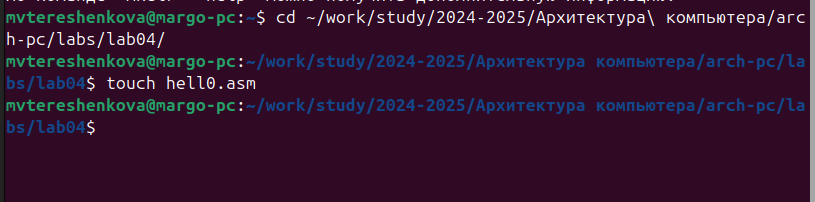 mvtereshenkova@margo-pc:~$ cd ~/work/study/2024-2025/Архитектура\ компьютера/arc
h-pc/labs/lab04/
mvtereshenkova@margo-pc:~/work/study/2024-2025/Архитектура компьютера/arch-pc/la
bs/lab04$ touch hell0.asm
mvtereshenkova@margo-pc:~/work/study/2024-2025/Архитектура компьютера/arch-pc/la
bs/lab04$